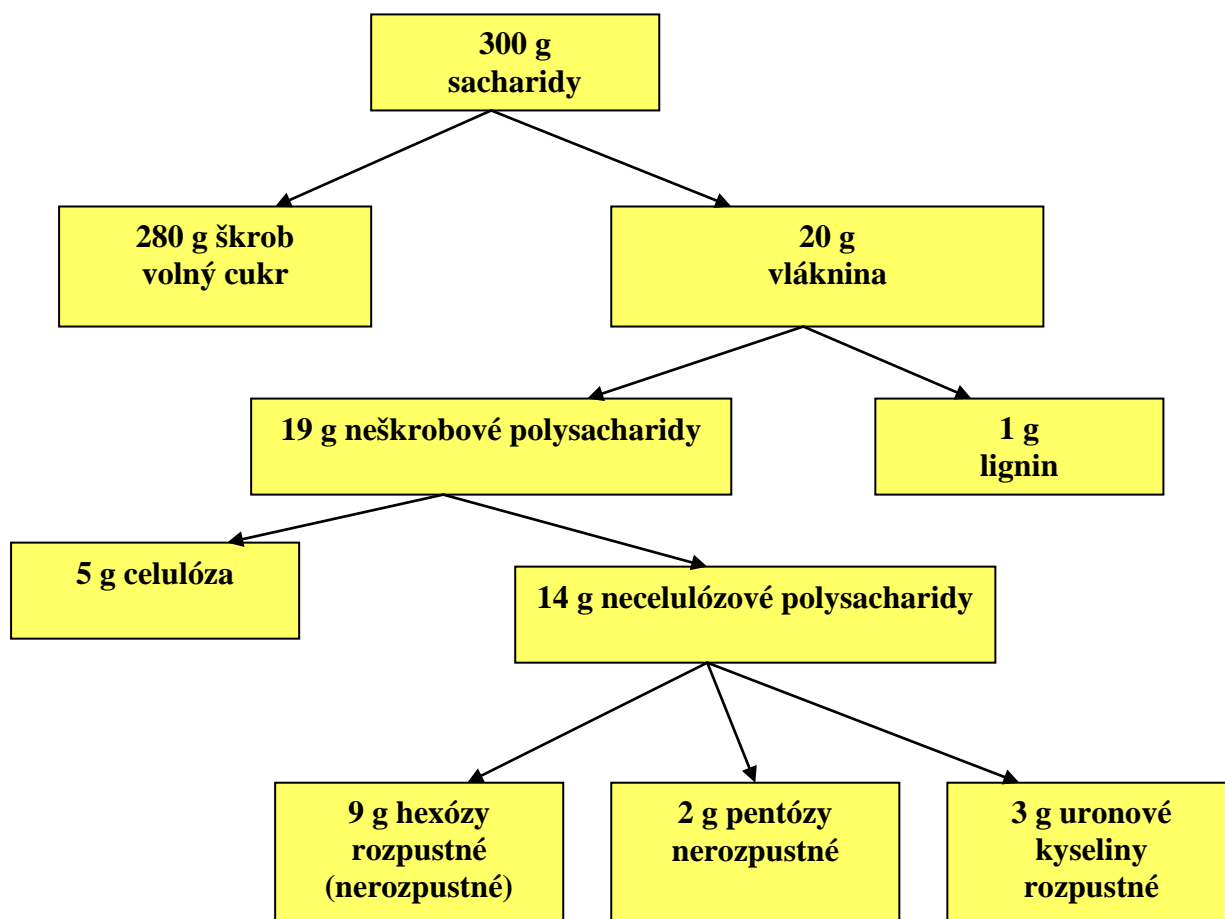 300 g
sacharidy
280 g škrob
volný cukr
20 g
vláknina
19 g neškrobové polysacharidy
1 g
lignin
5 g celulóza
14 g necelulózové polysacharidy
9 g hexózy
rozpustné
(nerozpustné)
2 g pentózy
nerozpustné
3 g uronové
kyseliny
rozpustné